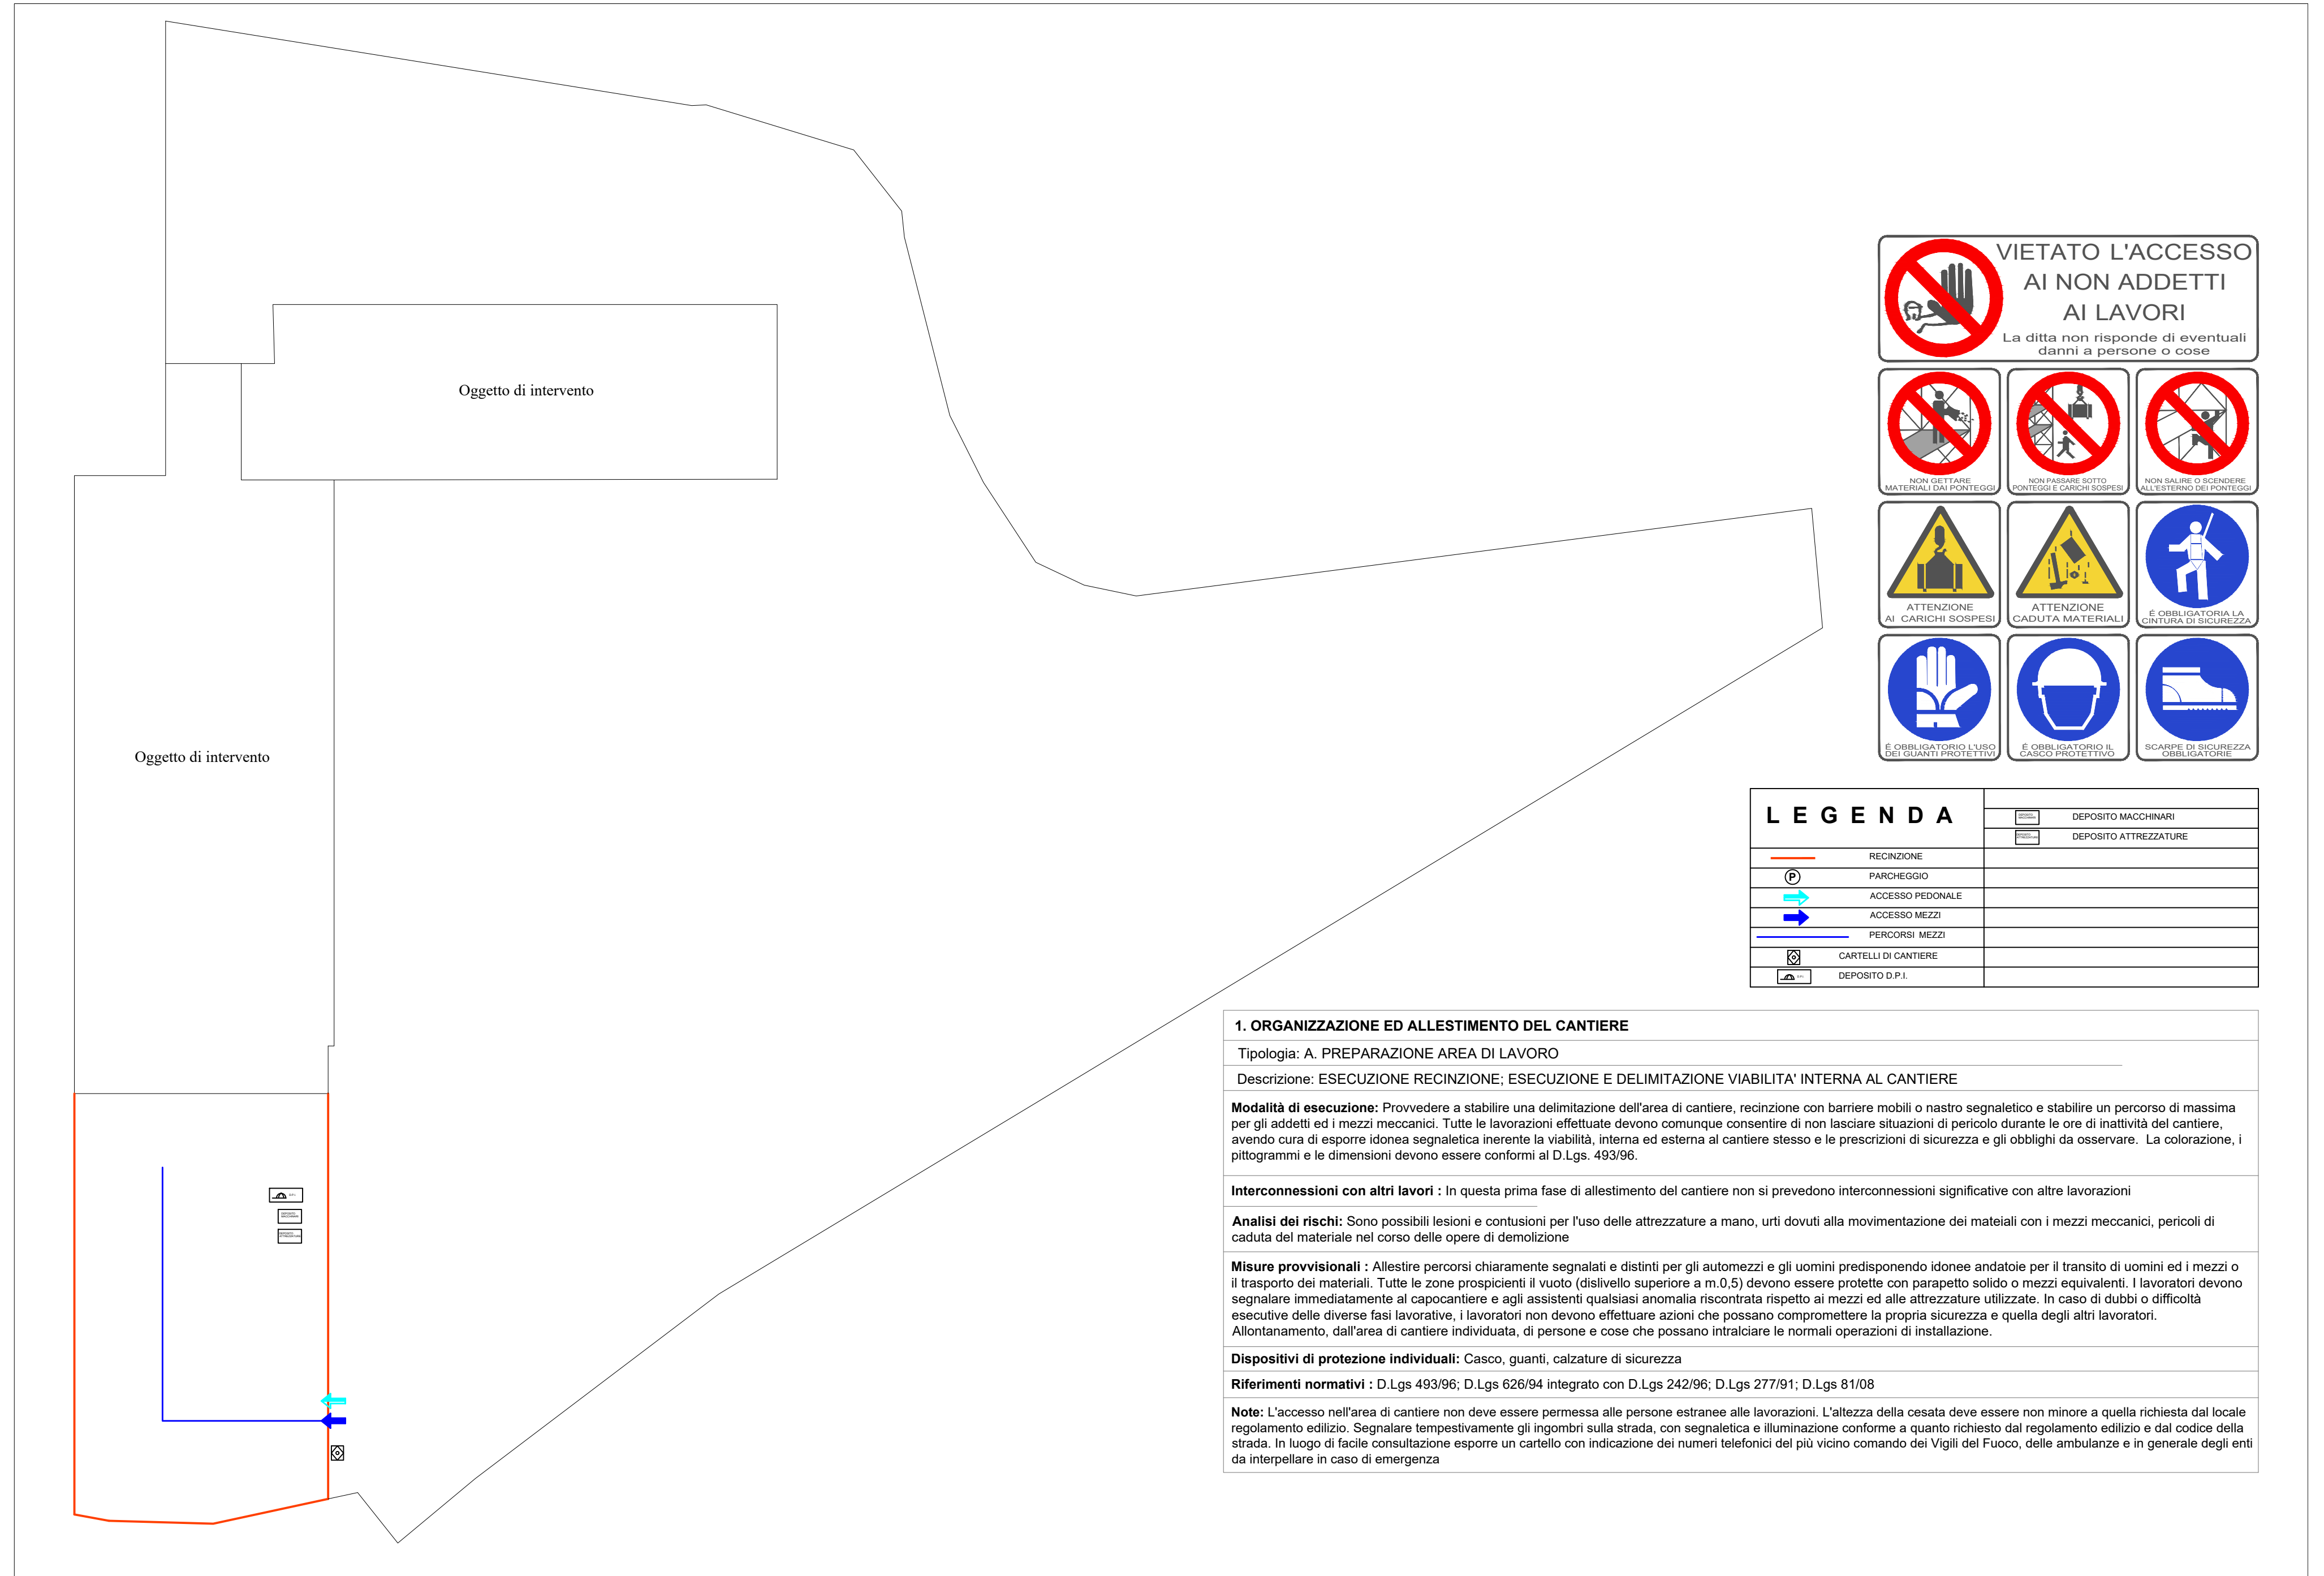 VIETATO L'ACCESSO
AI NON ADDETTI
AI LAVORI
La ditta non risponde di eventuali
danni a persone o cose
NON GETTARE
MATERIALI DAI PONTEGGI
NON PASSARE SOTTO
PONTEGGI E CARICHI SOSPESI
NON SALIRE O SCENDERE
ALL'ESTERNO DEI PONTEGGI
ATTENZIONE
AI CARICHI SOSPESI
ATTENZIONE
CADUTA MATERIALI
É OBBLIGATORIA LA
CINTURA DI SICUREZZA
É OBBLIGATORIO L'USO
DEI GUANTI PROTETTIVI
É OBBLIGATORIO IL
CASCO PROTETTIVO
SCARPE DI SICUREZZA
OBBLIGATORIE
Oggetto di intervento
Oggetto di intervento
LEGENDA
DEPOSITO MACCHINARI
DEPOSITO MACCHINARI
DEPOSITO ATTREZZATURE
DEPOSITO ATTREZZATURE
RECINZIONE
P PARCHEGGIO
ACCESSO PEDONALE
ACCESSO MEZZI
PERCORSI MEZZI
CARTELLI DI CANTIERE
D.P.I. DEPOSITO D.P.I.
D.P.I.
DEPOSITO
MACCHINARI
DEPOSITO
ATTREZZATURE
1. ORGANIZZAZIONE ED ALLESTIMENTO DEL CANTIERE
Tipologia: A. PREPARAZIONE AREA DI LAVORO
Descrizione: ESECUZIONE RECINZIONE; ESECUZIONE E DELIMITAZIONE VIABILITA' INTERNA AL CANTIERE
Modalità di esecuzione: Provvedere a stabilire una delimitazione dell'area di cantiere, recinzione con barriere mobili o nastro segnaletico e stabilire un percorso di massima
per gli addetti ed i mezzi meccanici. Tutte le lavorazioni effettuate devono comunque consentire di non lasciare situazioni di pericolo durante le ore di inattività del cantiere,
avendo cura di esporre idonea segnaletica inerente la viabilità, interna ed esterna al cantiere stesso e le prescrizioni di sicurezza e gli obblighi da osservare. La colorazione, i
pittogrammi e le dimensioni devono essere conformi al D.Lgs. 493/96.
Interconnessioni con altri lavori : In questa prima fase di allestimento del cantiere non si prevedono interconnessioni significative con altre lavorazioni
Analisi dei rischi: Sono possibili lesioni e contusioni per l'uso delle attrezzature a mano, urti dovuti alla movimentazione dei mateiali con i mezzi meccanici, pericoli di
caduta del materiale nel corso delle opere di demolizione
Misure provvisionali : Allestire percorsi chiaramente segnalati e distinti per gli automezzi e gli uomini predisponendo idonee andatoie per il transito di uomini ed i mezzi o
il trasporto dei materiali. Tutte le zone prospicienti il vuoto (dislivello superiore a m.0,5) devono essere protette con parapetto solido o mezzi equivalenti. I lavoratori devono
segnalare immediatamente al capocantiere e agli assistenti qualsiasi anomalia riscontrata rispetto ai mezzi ed alle attrezzature utilizzate. In caso di dubbi o difficoltà
esecutive delle diverse fasi lavorative, i lavoratori non devono effettuare azioni che possano compromettere la propria sicurezza e quella degli altri lavoratori.
Allontanamento, dall'area di cantiere individuata, di persone e cose che possano intralciare le normali operazioni di installazione.
Dispositivi di protezione individuali: Casco, guanti, calzature di sicurezza
Riferimenti normativi : D.Lgs 493/96; D.Lgs 626/94 integrato con D.Lgs 242/96; D.Lgs 277/91; D.Lgs 81/08
Note: L'accesso nell'area di cantiere non deve essere permessa alle persone estranee alle lavorazioni. L'altezza della cesata deve essere non minore a quella richiesta dal locale
regolamento edilizio. Segnalare tempestivamente gli ingombri sulla strada, con segnaletica e illuminazione conforme a quanto richiesto dal regolamento edilizio e dal codice della
strada. In luogo di facile consultazione esporre un cartello con indicazione dei numeri telefonici del più vicino comando dei Vigili del Fuoco, delle ambulanze e in generale degli enti
da interpellare in caso di emergenza